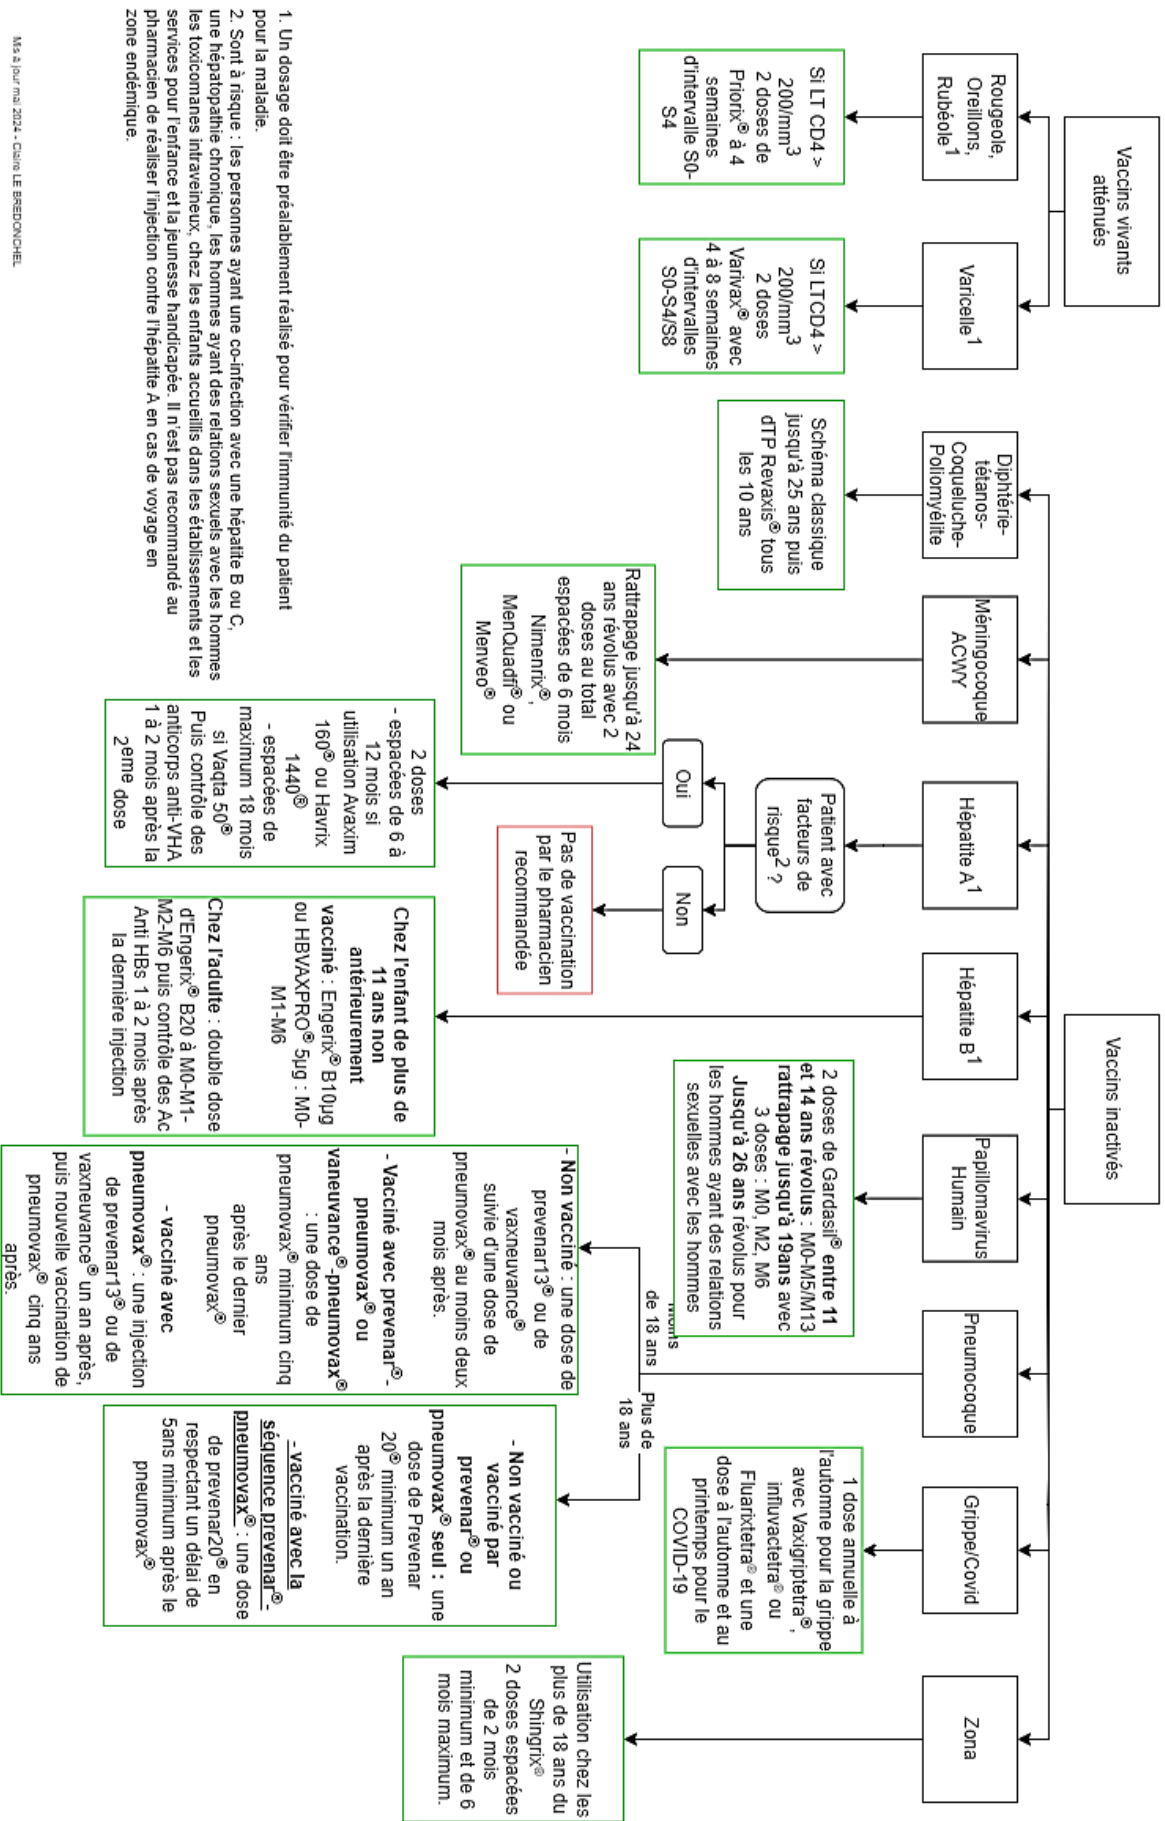 Vaccins vivants
atténués
Vaccins inactivés
Rougeole,
Oreillons,
Rubéole1
Varicelle1
Diphtérie-
tétanos-
Coqueluche-
Poliomyélite
Méningocoque
ACWY
Hépatite A1
Hépatite B1
Papillomavirus
Humain
Pneumocoque
Grippe/Covid
Zona
Si LT CD4 >
200/mm3
2 doses de
Priorix® à 4
semaines
d'intervalle S0-
S4
Si LTCD4 >
200/mm3
2 doses
Varivax® avec
4 à 8 semaines
d'intervalles
S0-S4/S8
Schéma classique
jusqu'à 25 ans puis
dTP Revaxis® tous
les 10 ans
Rattrapage jusqu'à 24
ans révolus avec 2
doses au total
espacées de 6 mois
Nimenrix®,
MenQuadfi® ou
Menveo®
Patient avec
facteurs de
risque2 ?
Oui
Non
2 doses
- espacées de 6 à
12 mois si
utilisation Avaxim
160® ou Havrix
1440®
- espacées de
maximum 18 mois
si Vaqta 50®
Puis contrôle des
anticorps anti-VHA
1 à 2 mois après la
2eme dose
Pas de vaccination
par le pharmacien
recommandée
Chez l'enfant de plus de
11 ans non
antérieurement
vacciné : Engerix® B10µg
ou HBVAXPRO® 5µg : M0-
M1-M6
Chez l'adulte : double dose
d'Engerix® B20 à M0-M1-
M2-M6 puis contrôle des Ac
Anti HBs 1 à 2 mois après
la dernière injection
2 doses de Gardasil® entre 11
et 14 ans révolus : M0-M5/M13
rattrapage jusqu'à 19ans avec
3 doses : M0, M2, M6
Jusqu'à 26 ans révolus pour
les hommes ayant des relations
sexuelles avec les hommes
moins
de 18 ans
Plus de
18 ans
- Non vacciné : une dose de
prevenar13® ou de
vaxneuvance®
suivie d'une dose de
pneumovax® au moins deux
mois après.
- Vacciné avec prevenar®-
pneumovax® ou
vaneuvance®-pneumovax®
: une dose de
pneumovax® minimum cinq
ans
après le dernier
pneumovax®
- vacciné avec
pneumovax® : une injection
de prevenar13® ou de
vaxneuvance® un an après,
puis nouvelle vaccination de
pneumovax® cinq ans
après.
- Non vacciné ou
vacciné par
prevenar® ou
pneumovax® seul : une
dose de Prevenar
20® minimum un an
après la dernière
vaccination.
- vacciné avec la
séquence prevenar®-
pneumovax® : une dose
de prevenar20® en
respectant un délai de
5ans minimum après le
pneumovax®
1 dose annuelle à
l'automne pour la grippe
avec Vaxigriptetra®,
influvactetra® ou
Fluarixtetra® et une
dose à l'automne et au
printemps pour le
COVID-19
Utilisation chez les
plus de 18 ans du
Shingrix®
2 doses espacées
de 2 mois
minimum et de 6
mois maximum.
1. Un dosage doit être préalablement réalisé pour vérifier l'immunité du patient
pour la maladie.
2. Sont à risque : les personnes ayant une co-infection avec une hépatite B ou C,
une hépatopathie chronique, les hommes ayant des relations sexuels avec les hommes
les toxicomanes intraveineux, chez les enfants accueillis dans les établissements et les
services pour l'enfance et la jeunesse handicapée. Il n'est pas recommandé au
pharmacien de réaliser l'injection contre l'hépatite A en cas de voyage en
zone endémique.
Mis à jour mai 2024 - Claire LE BREDONCHEL